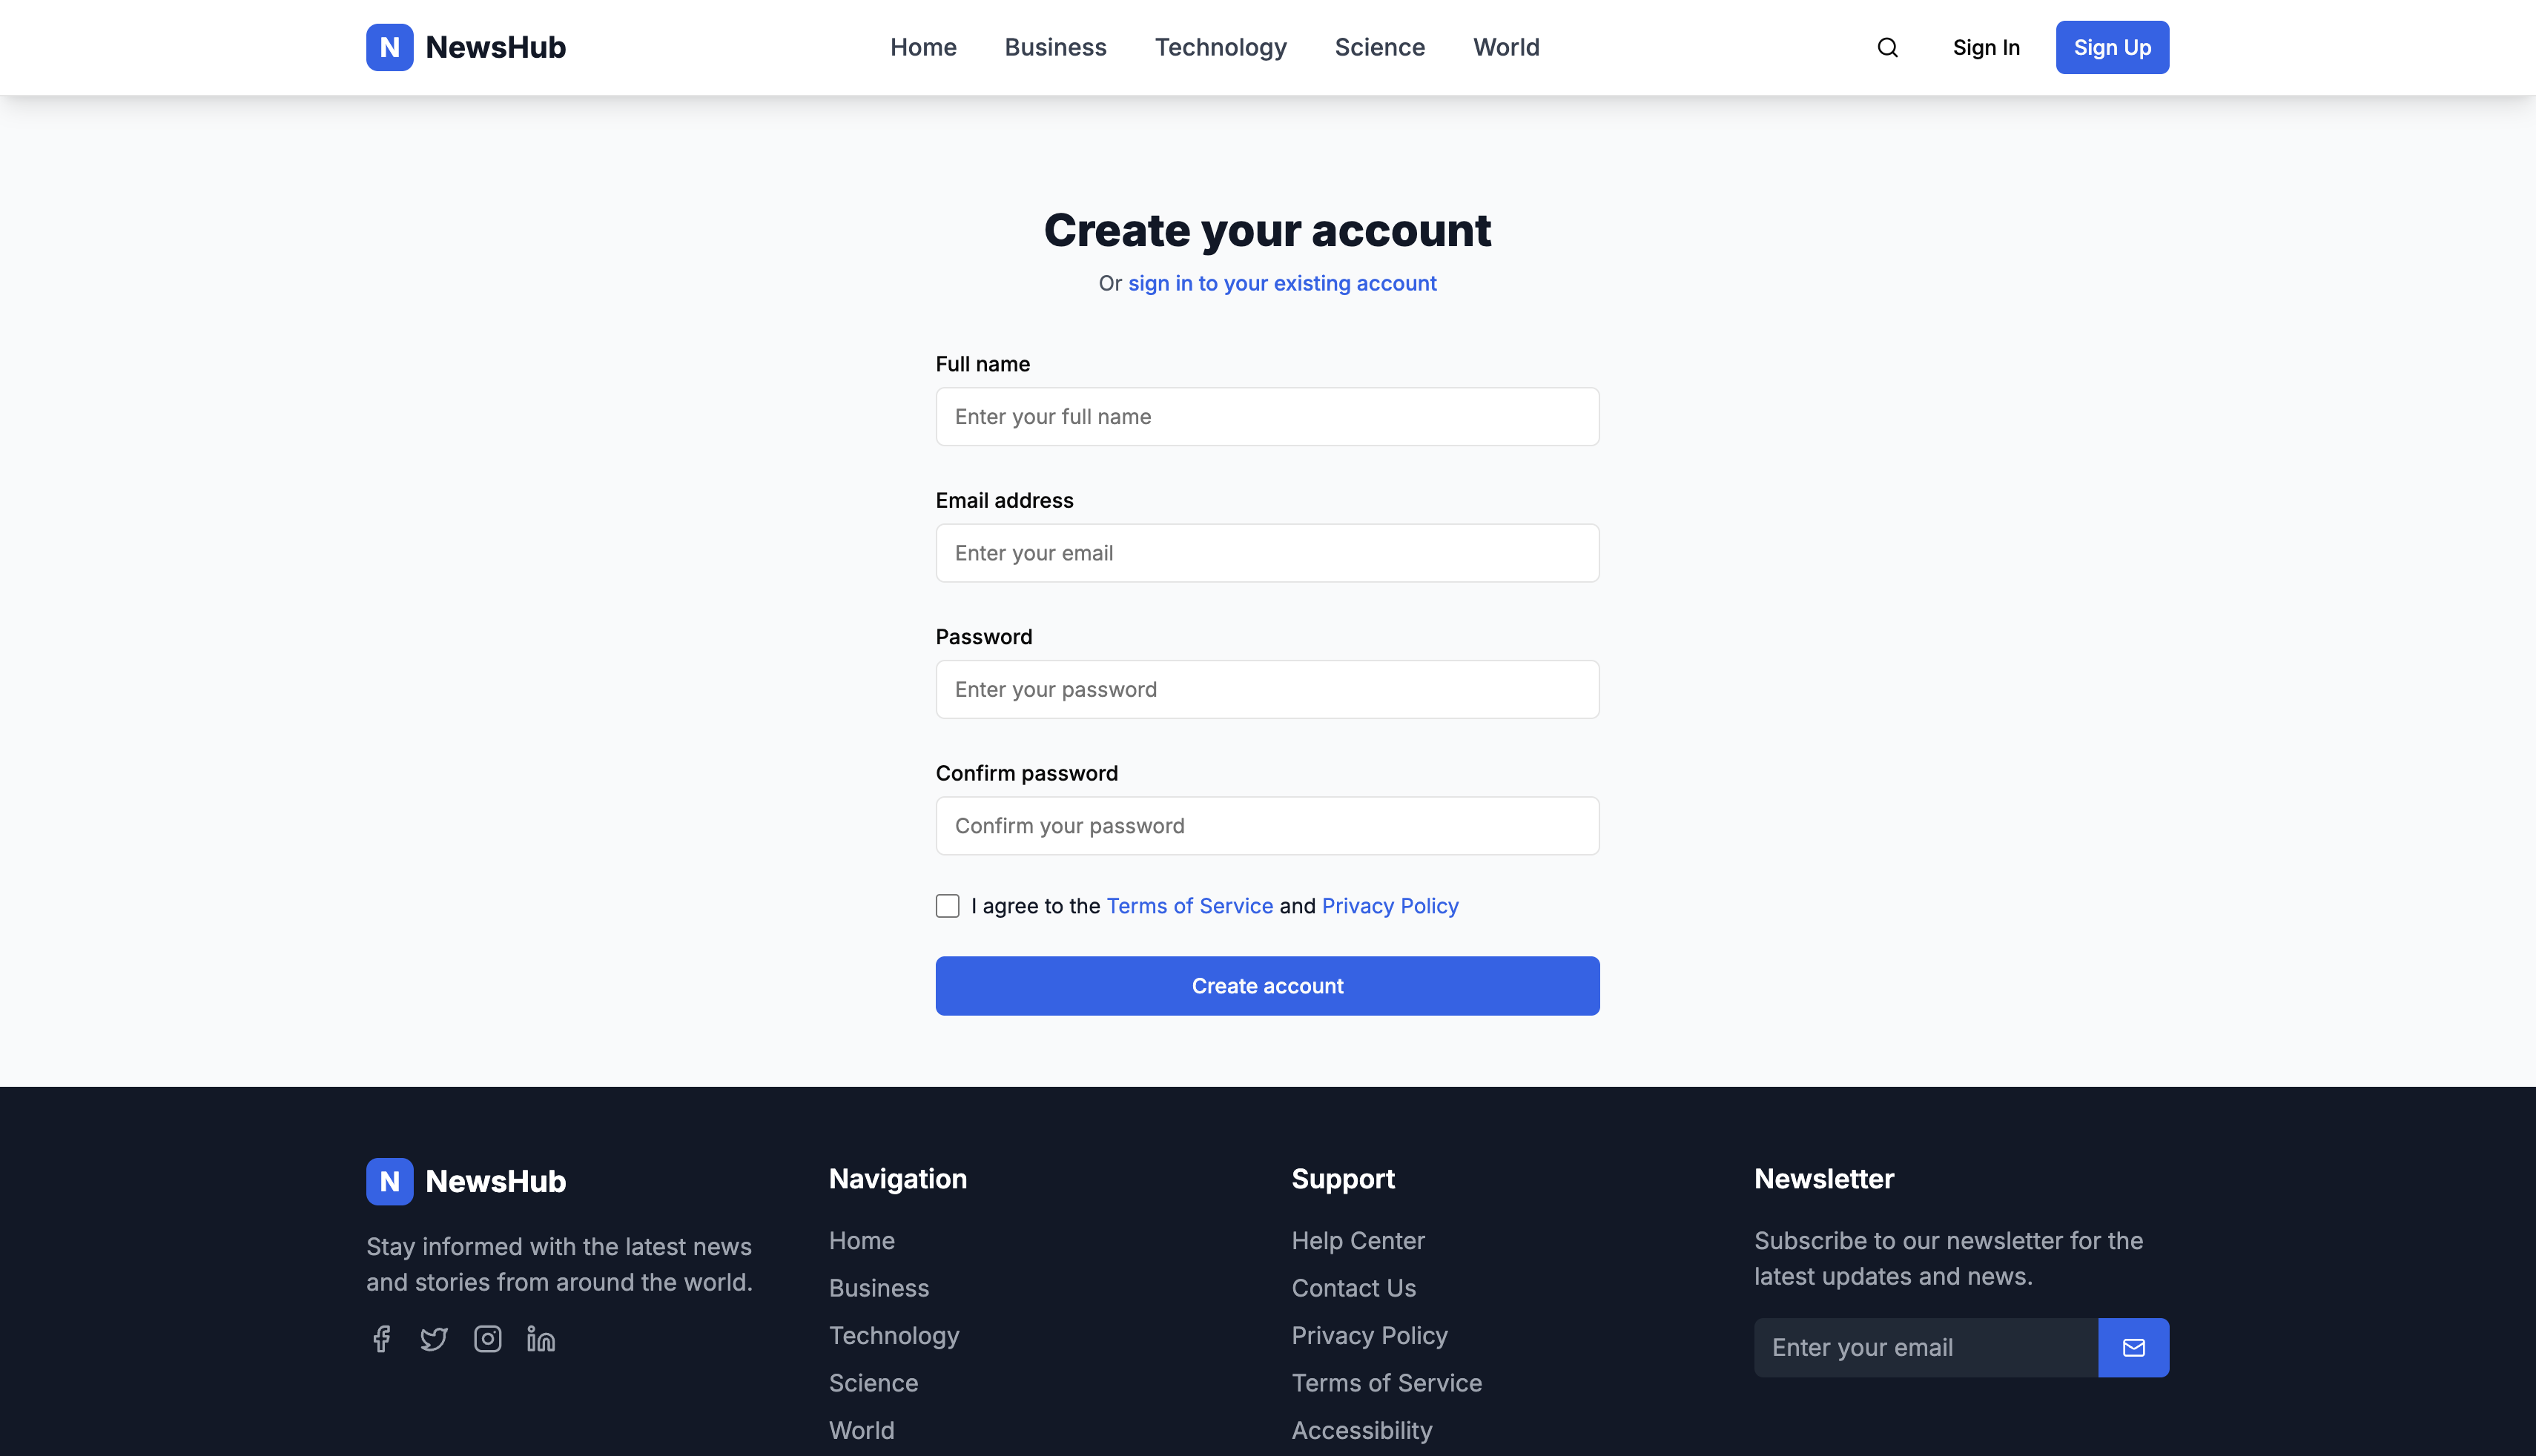 N NewsHub
Home Business Technology Science World
Sign In Sign Up
Create your account
Or sign in to your existing account
Full name
Enter your full name
Email address
Enter your email
Password
Enter your password
Confirm password
Confirm your password
I agree to the Terms of Service and Privacy Policy
Create account
N NewsHub
Stay informed with the latest news
and stories from around the world.
Navigation
Home
Business
Technology
Science
World
Support
Help Center
Contact Us
Privacy Policy
Terms of Service
Accessibility
Newsletter
Subscribe to our newsletter for the
latest updates and news.
Enter your email